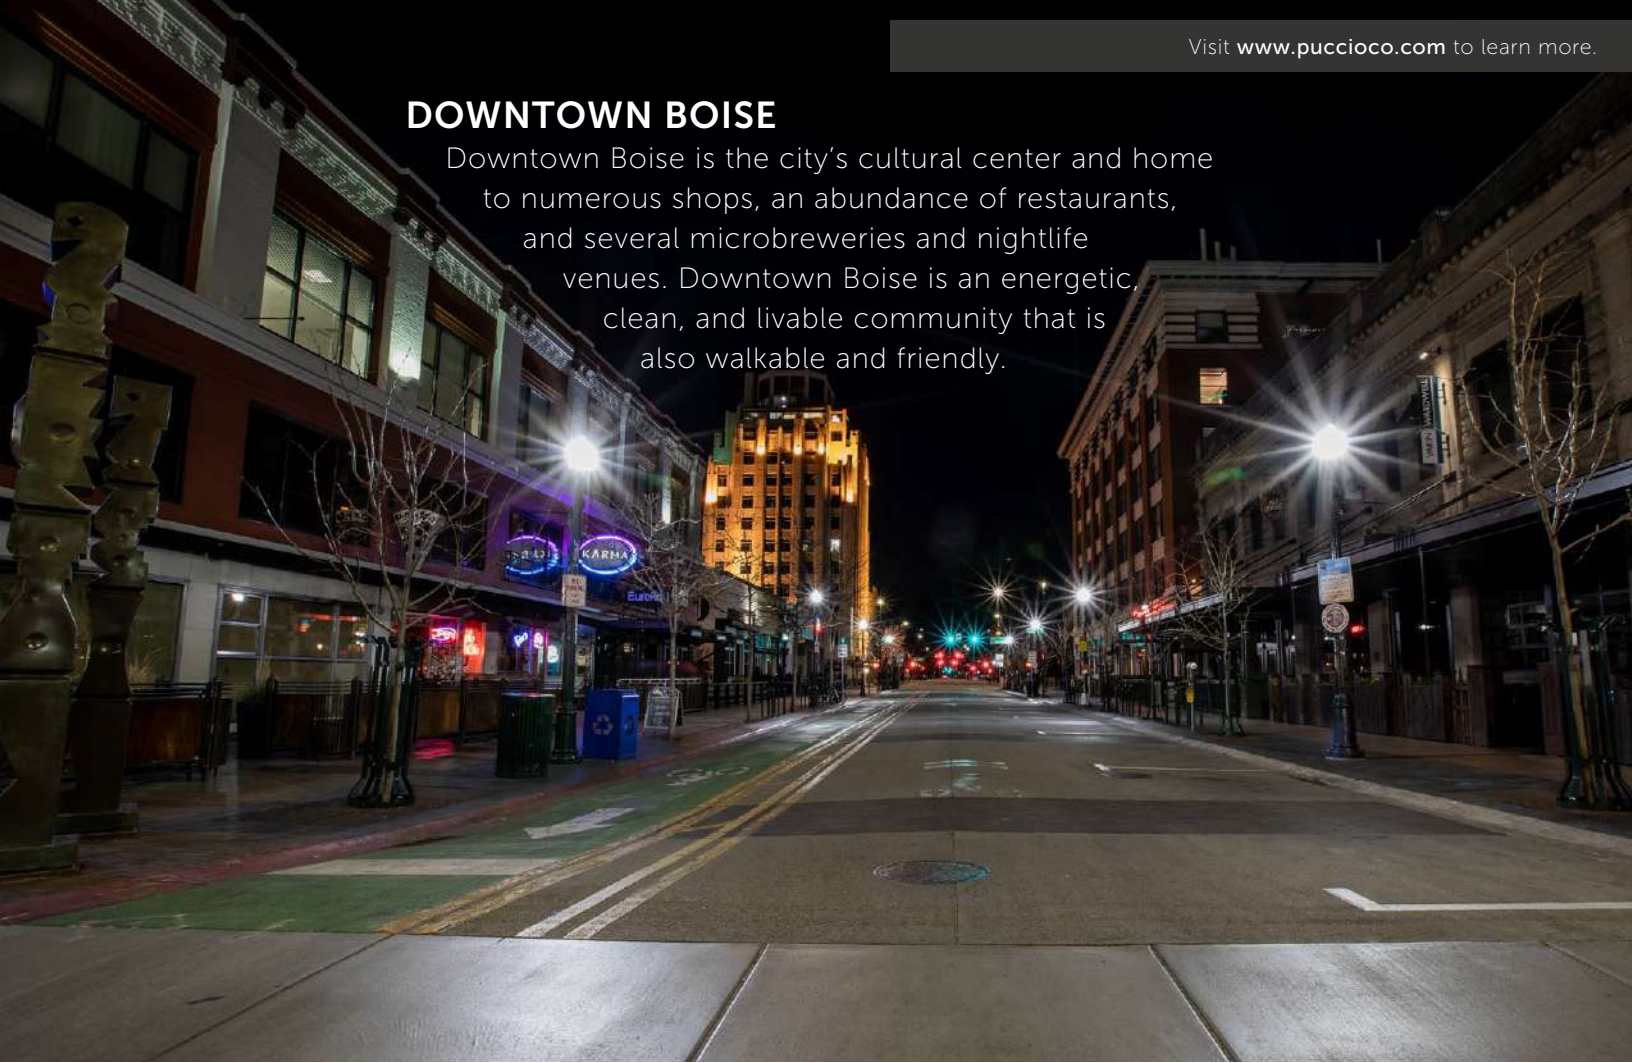 Visit www.puccioco.com to learn more.
DOWNTOWN BOISE
Downtown Boise is the city’s cultural center and home
to numerous shops, an abundance of restaurants,
and several microbreweries and nightlife
venues. Downtown Boise is an energetic,
clean, and livable community that is
also walkable and friendly.
KARMA